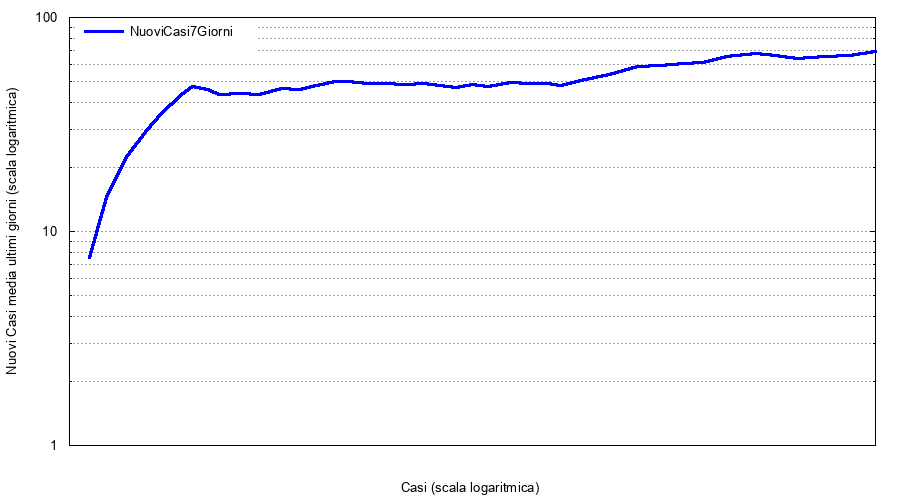 100
NuoviCasi7Giorni
10
1
Nuovi Casi media ultimi giorni (scala logaritmica)
Casi (scala logaritmica)